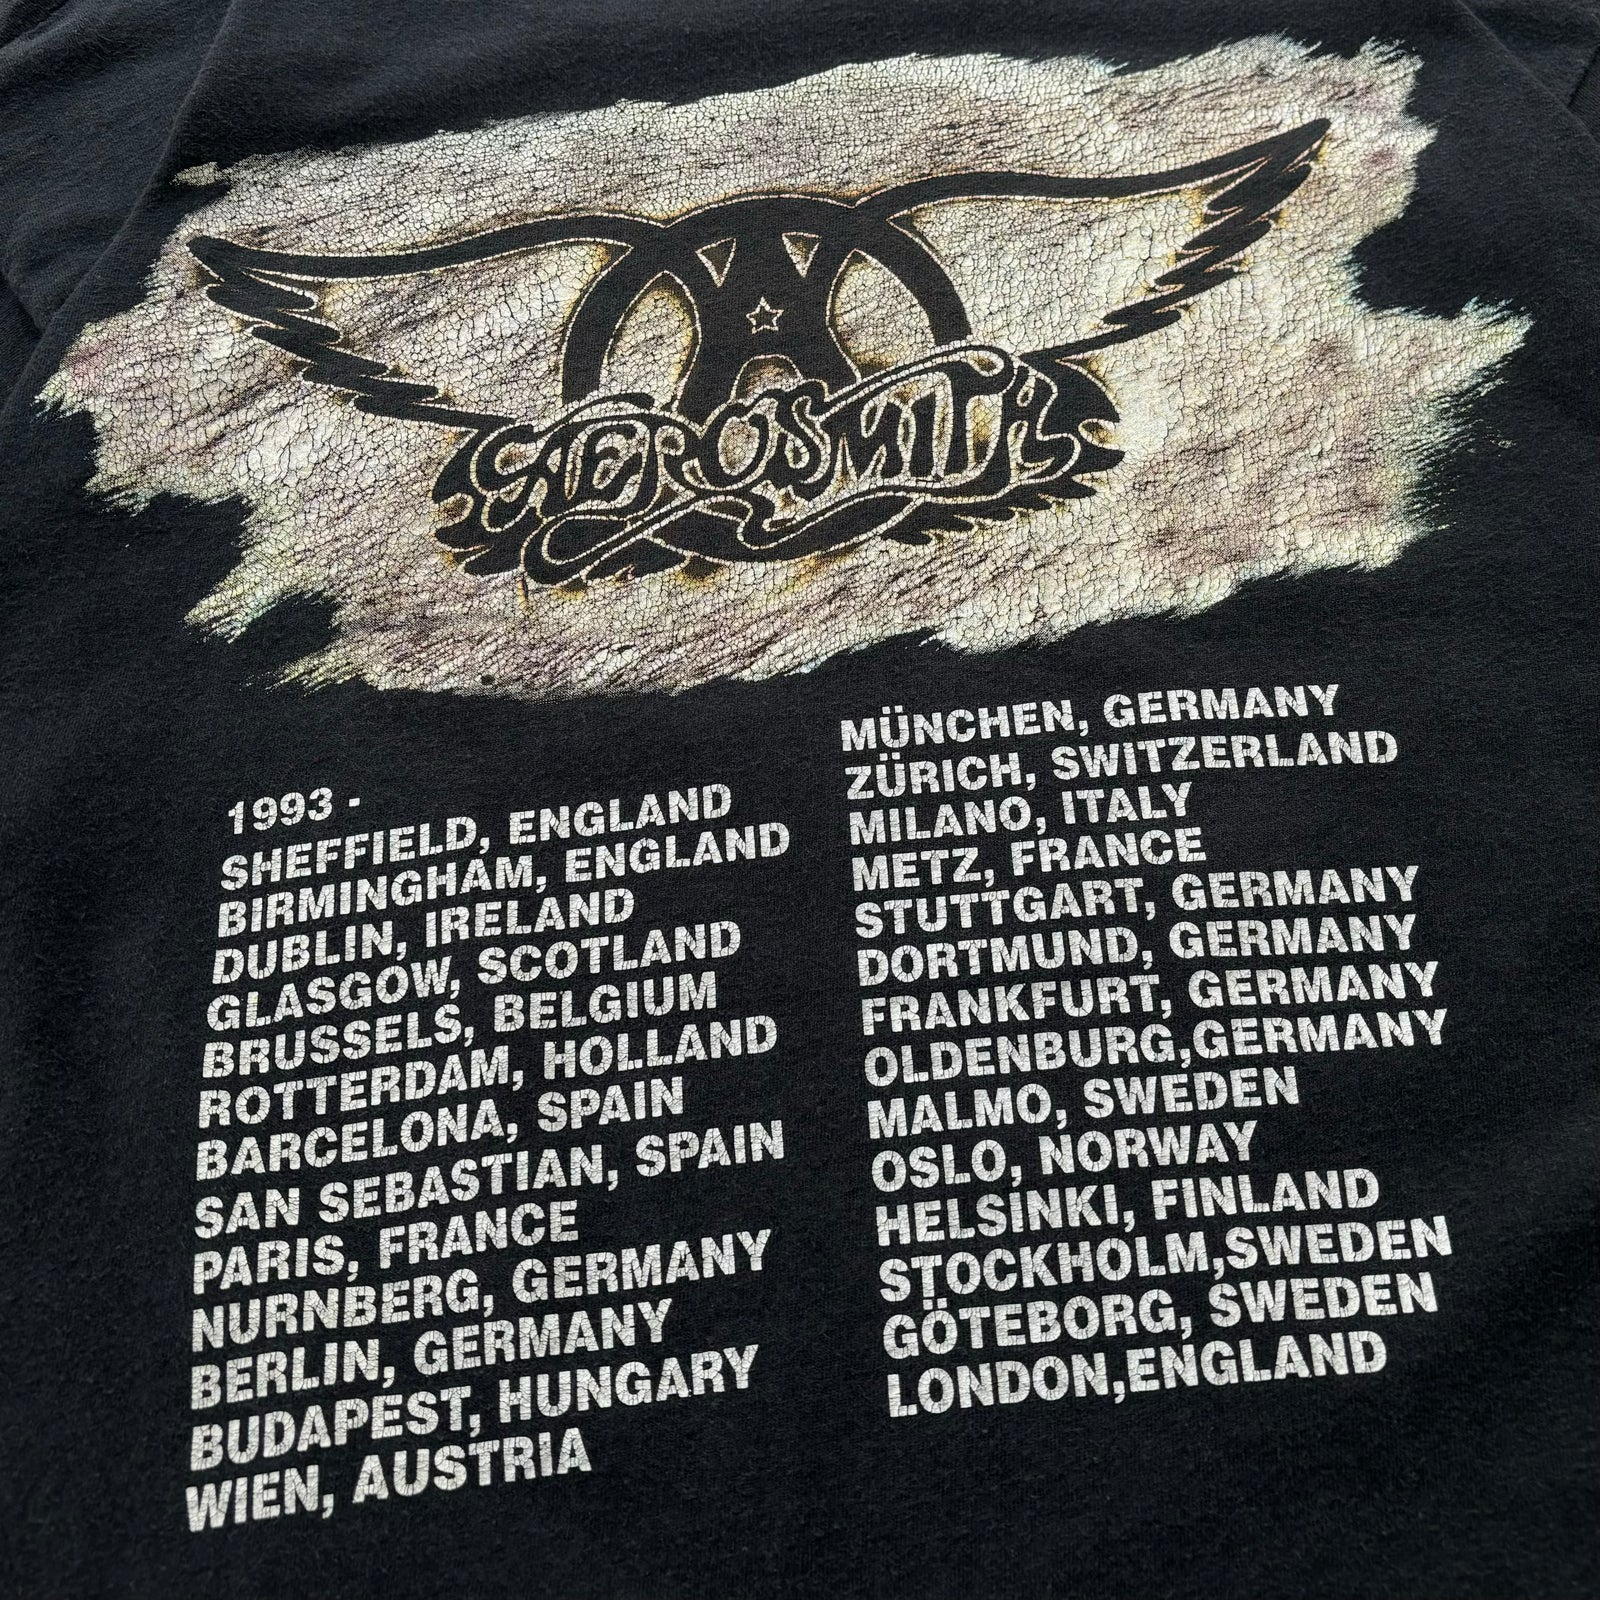 AEROSMITH
1993 -
SHEFFIELD, ENGLAND
BIRMINGHAM, ENGLAND
DUBLIN, IRELAND
GLASGOW, SCOTLAND
BRUSSELS, BELGIUM
ROTTERDAM, HOLLAND
BARCELONA, SPAIN
SAN SEBASTIAN, SPAIN
PARIS, FRANCE
NURNBERG, GERMANY
BERLIN, GERMANY
BUDAPEST, HUNGARY
WIEN, AUSTRIA
MÜNCHEN, GERMANY
ZÜRICH, SWITZERLAND
MILANO, ITALY
METZ, FRANCE
STUTTGART, GERMANY
DORTMUND, GERMANY
FRANKFURT, GERMANY
OLDENBURG,GERMANY
MALMO, SWEDEN
OSLO, NORWAY
HELSINKI, FINLAND
STOCKHOLM,SWEDEN
GÖTEBORG, SWEDEN
LONDON,ENGLAND